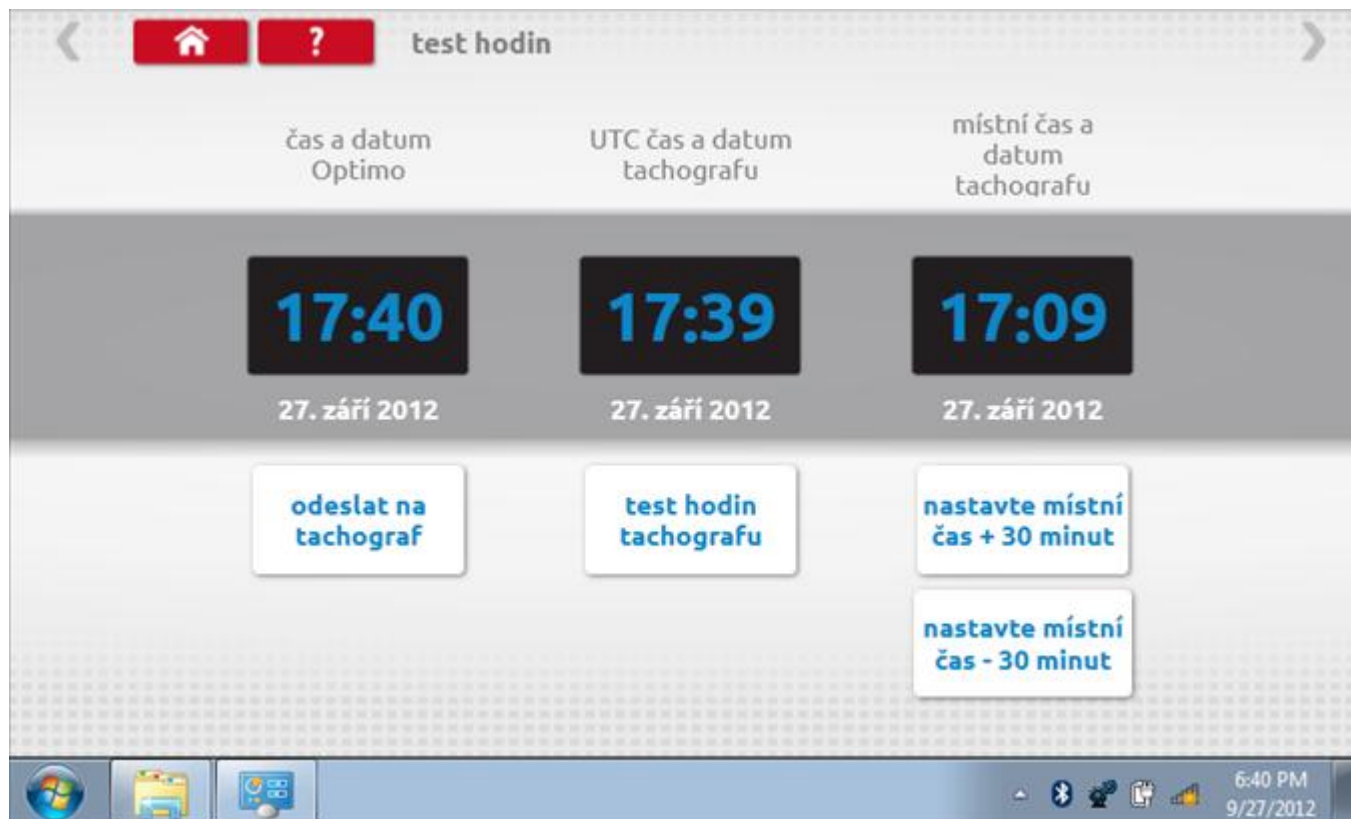 ? test hodin
čas a datum
Optimo
UTC čas a datum
tachografu
místní čas a
datum
tachografu
17:40
17:39
17:09
27. září 2012
27. září 2012
27. září 2012
odeslat na
tachograf
test hodin
tachografu
nastavte místní
čas + 30 minut
nastavte místní
čas - 30 minut
6:40 PM
9/27/2012